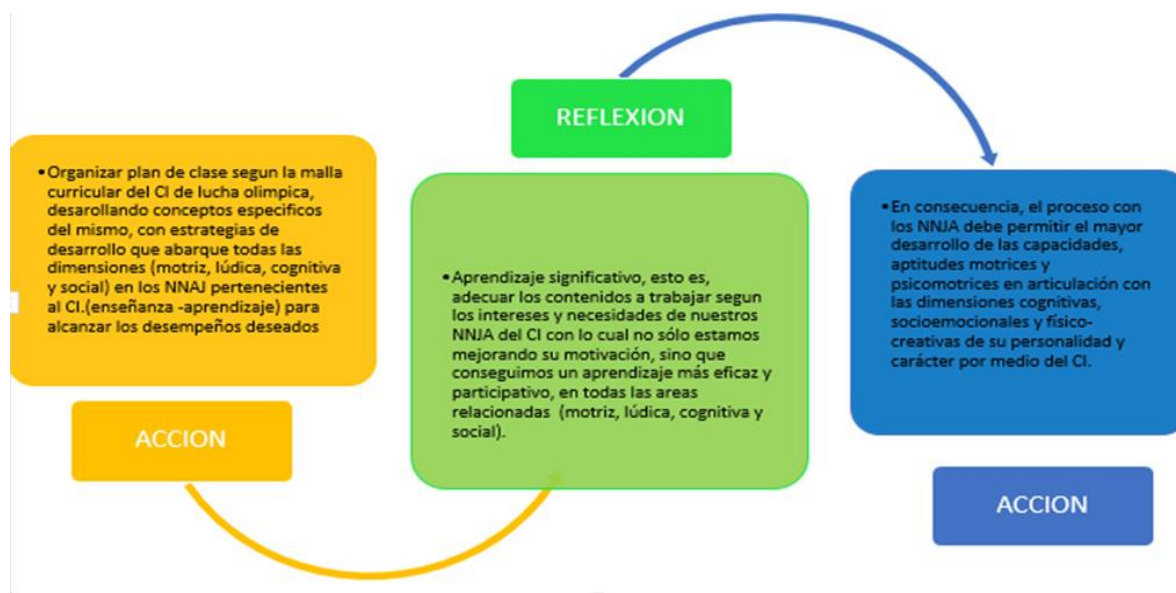 •Organizar plan de clase segun la malla
curricular del CI de lucha olimpica,
desarollando conceptos especificos
del mismo, con estrategias de
desarrollo que abarque todas las
dimensiones (motriz, lúdica, cognitiva
y social) en los NNAJ pertenecientes
al CI.(enseñanza -aprendizaje) para
alcanzar los desempeños deseados
ACCION
REFLEXION
•Aprendizaje significativo, esto es,
adecuar los contenidos a trabajar segun
los intereses y necesidades de nuestros
NNJA del CI con lo cual no sólo estamos
mejorando su motivación, sino que
conseguimos un aprendizaje más eficaz y
participativo, en todas las areas
relacionadas (motriz, lúdica, cognitiva y
social).
•En consecuencia, el proceso con
los NNJA debe permitir el mayor
desarrollo de las capacidades,
aptitudes motrices y
psicomotrices en articulación con
las dimensiones cognitivas,
socioemocionales y físico-
creativas de su personalidad y
carácter por medio del CI.
ACCION